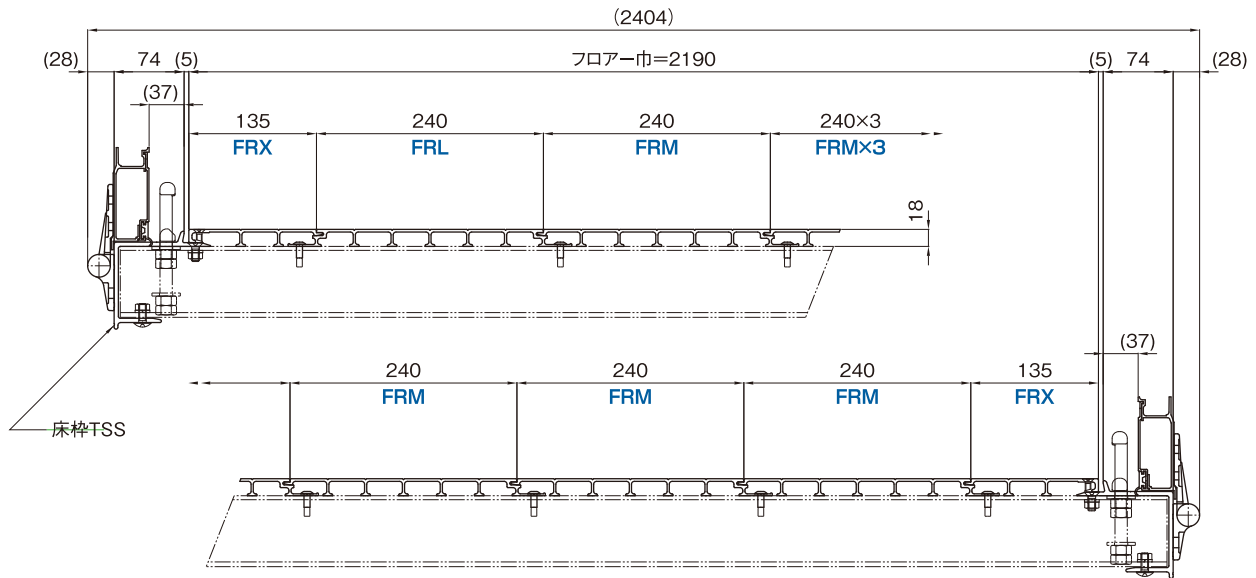 (2404)
(28) 74 (5) フロアー巾=2190 (5) 74 (28)
(37)
135 240 240 240×3
FRX FRL FRM FRM×3
18
(37)
240 240 240 135
FRM FRM FRM FRX
床枠TSS